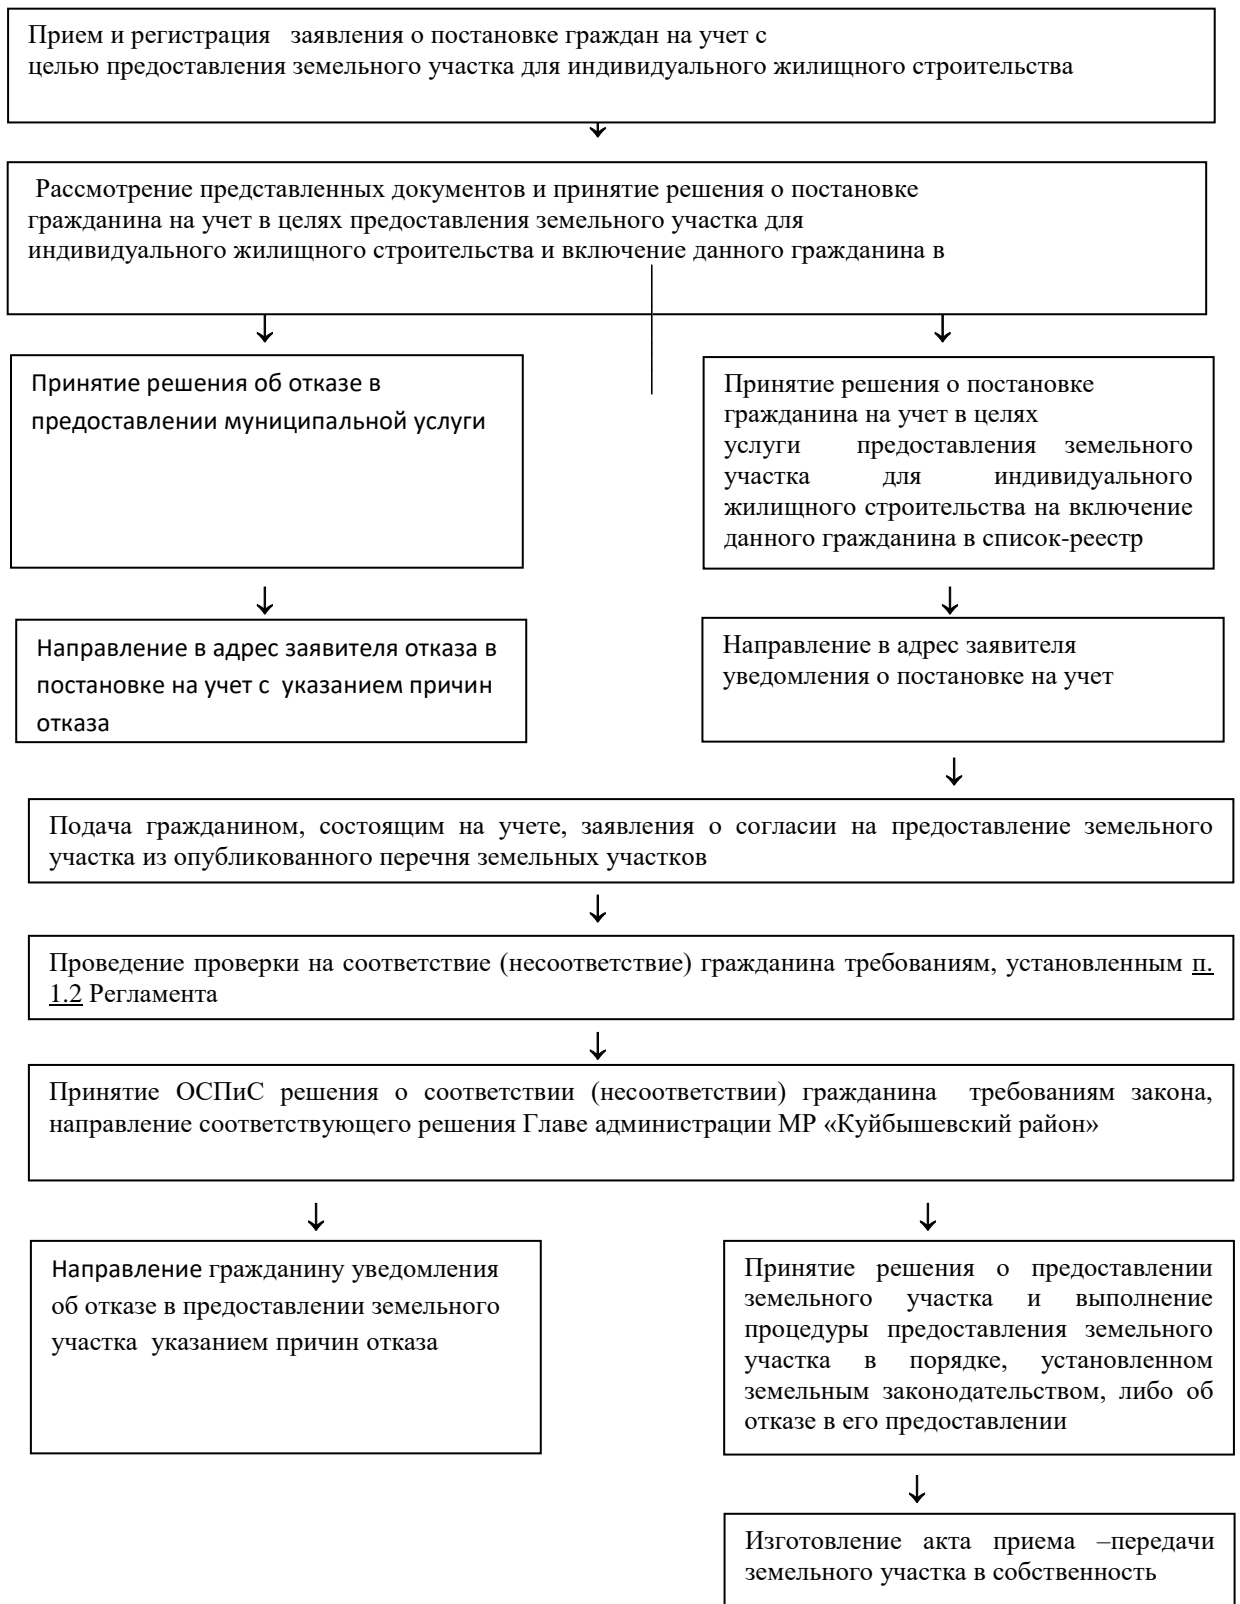 Прием и регистрация заявления о постановке граждан на учет с
целью предоставления земельного участка для индивидуального жилищного строительства
Рассмотрение представленных документов и принятие решения о постановке
гражданина на учет в целях предоставления земельного участка для
индивидуального жилищного строительства и включение данного гражданина в
Принятие решения об отказе в
предоставлении муниципальной услуги
Принятие решения о постановке
гражданина на учет в целях
услуги предоставления земельного
участка для индивидуального
жилищного строительства на включение
данного гражданина в список-реестр
Направление в адрес заявителя отказа в
постановке на учет с указанием причин
отказа
Направление в адрес заявителя
уведомления о постановке на учет
Подача гражданином, состоящим на учете, заявления о согласии на предоставление земельного
участка из опубликованного перечня земельных участков
Проведение проверки на соответствие (несоответствие) гражданина требованиям, установленным п.
1.2 Регламента
Принятие ОСПиС решения о соответствии (несоответствии) гражданина требованиям закона,
направление соответствующего решения Главе администрации МР «Куйбышевский район»
Направление гражданину уведомления
об отказе в предоставлении земельного
участка указанием причин отказа
Принятие решения о предоставлении
земельного участка и выполнение
процедуры предоставления земельного
участка в порядке, установленном
земельным законодательством, либо об
отказе в его предоставлении
Изготовление акта приема –передачи
земельного участка в собственность